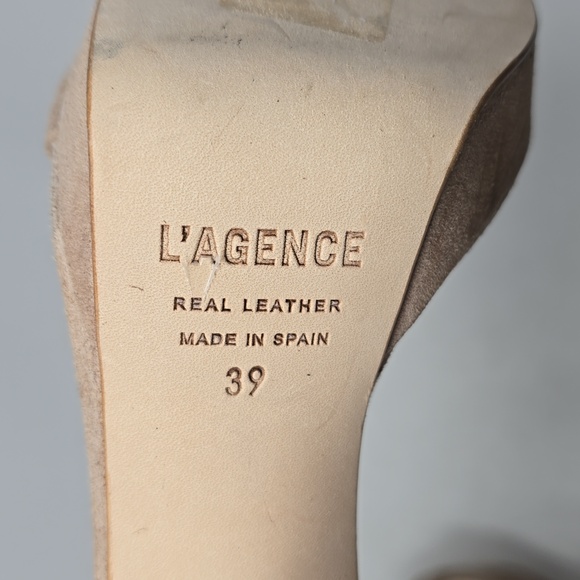 L'AGENCE
REAL LEATHER
MADE IN SPAIN
39